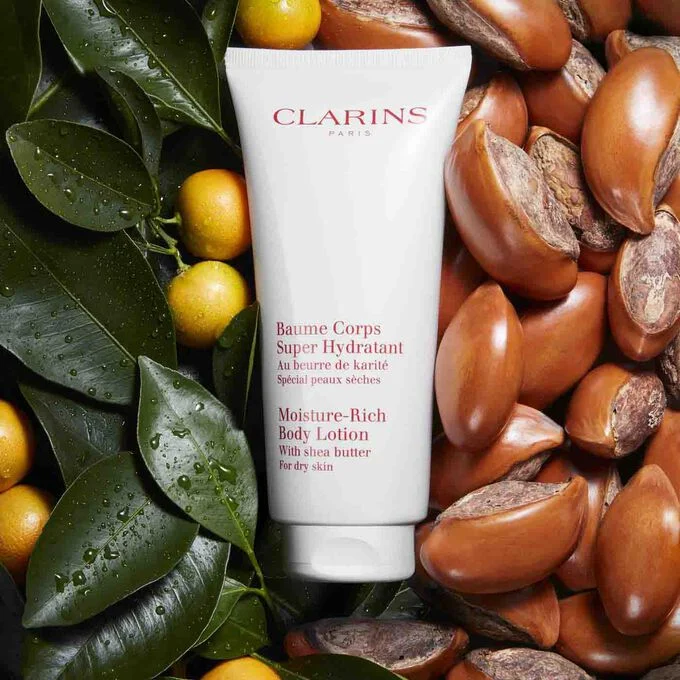 CLARINS
PARIS
Baume Corps
Super Hydratant
Au beurre de karité
Spécial peaux sèches
Moisture-Rich
Body Lotion
With shea butter
For dry skin